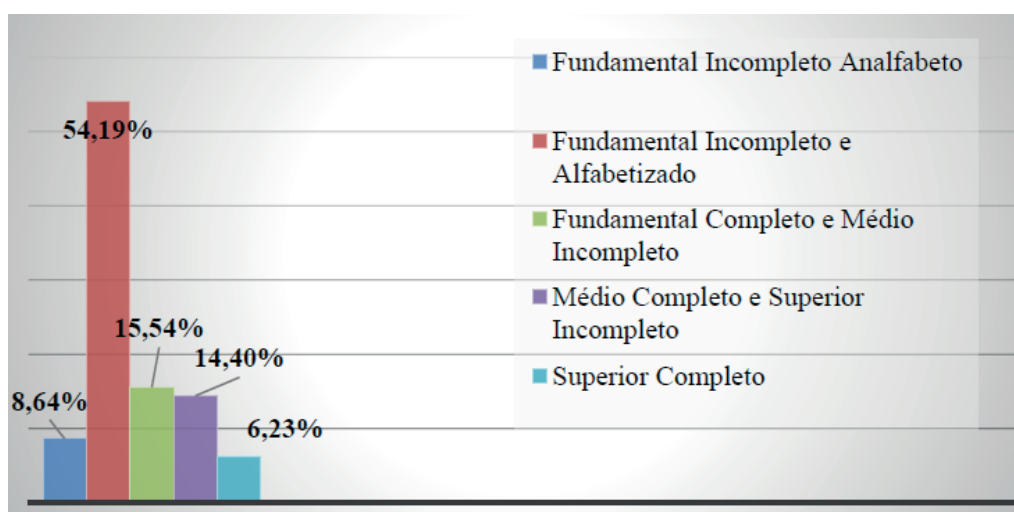 Fundamental Incompleto Analfabeto
54,19%
Fundamental Incompleto e
Alfabetizado
Fundamental Completo e Médio
Incompleto
Médio Completo e Superior
Incompleto
15,54%
14,40%
Superior Completo
8,64%
6,23%